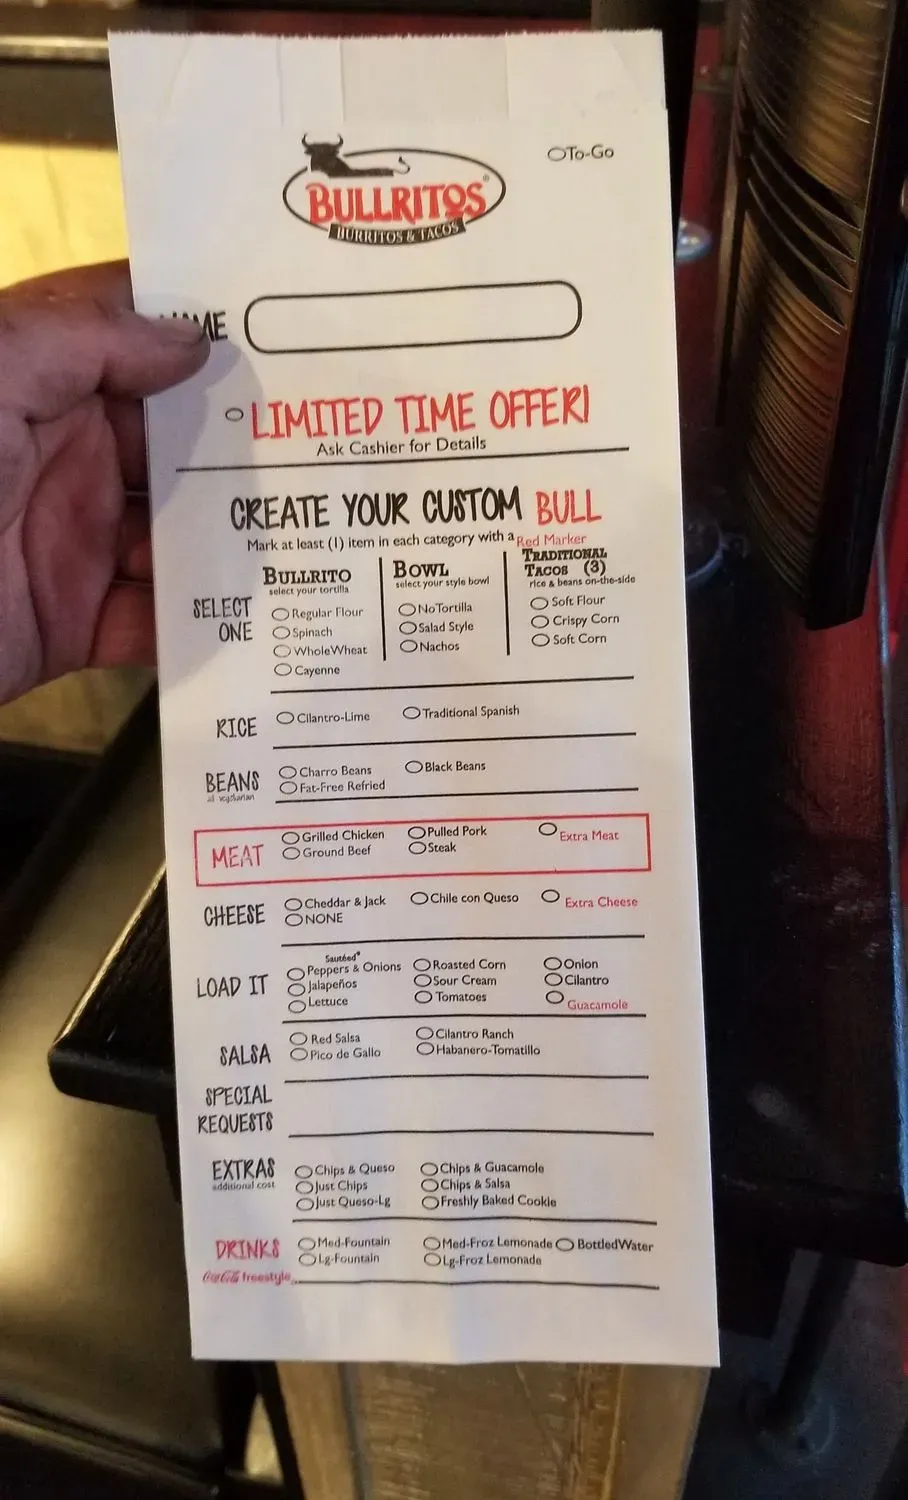 To-Go
BULLRITOS®
BURRITOS & TACOS
NAME
LIMITED TIME OFFER!
Ask Cashier for Details
CREATE YOUR CUSTOM BULL
Mark at least (1) item in each category with a Red Marker
SELECT ONE
BULLRITO
select your tortilla
Regular Flour
Spinach
Whole Wheat
Cayenne
BOWL
select your style bowl
No Tortilla
Salad Style
Nachos
TRADITIONAL
TACOS (3)
rice & beans on-the-side
Soft Flour
Crispy Corn
Soft Corn
RICE
Cilantro-Lime Traditional Spanish
BEANS
all vegetarian
Charro Beans Black Beans
Fat-Free Refried
MEAT
Grilled Chicken Pulled Pork Extra Meat
Ground Beef Steak
CHEESE
Cheddar & Jack Chile con Queso Extra Cheese
NONE
LOAD IT
Sautéed*
Peppers & Onions Roasted Corn Onion
Jalapeños Sour Cream Cilantro
Lettuce Tomatoes Guacamole
SALSA
Red Salsa Cilantro Ranch
Pico de Gallo Habanero-Tomatillo
SPECIAL
REQUESTS
EXTRAS
additional cost
Chips & Queso Chips & Guacamole
Just Chips Chips & Salsa
Just Queso-Lg Freshly Baked Cookie
DRINKS
Coca-Cola freestyle
Med-Fountain Med-Froz Lemonade Bottled Water
Lg-Fountain Lg-Froz Lemonade